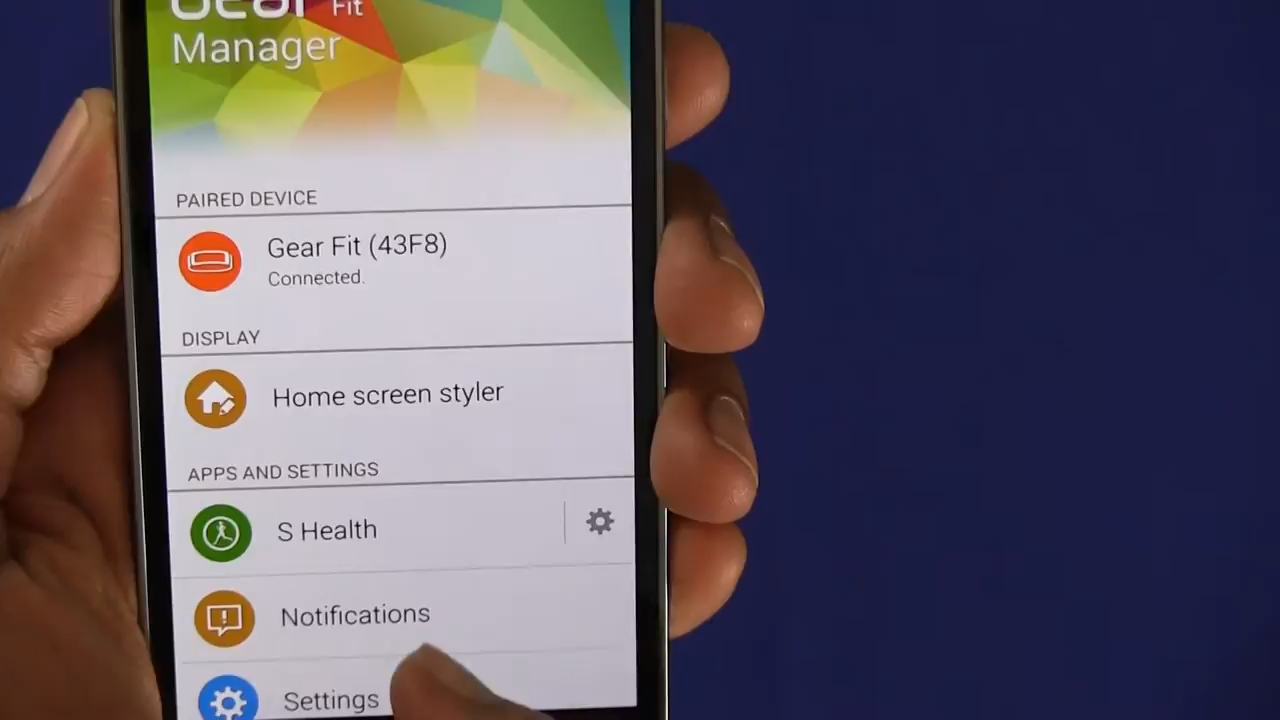 Gear Fit
Manager
PAIRED DEVICE
Gear Fit (43F8)
Connected.
DISPLAY
Home screen styler
APPS AND SETTINGS
S Health
Notifications
Settings